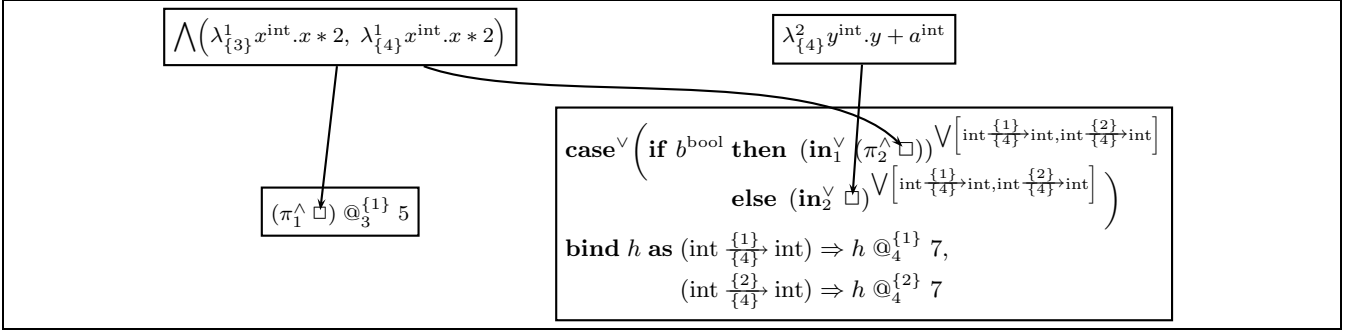 ⋀(λ^1_{3} x^int.x ∗ 2, λ^1_{4} x^int.x ∗ 2)
λ^2_{4} y^int.y + a^int
(π^∧_1 □) @^{1}_3 5
case^∨ (if b^bool then (in^∨_1 (π^∧_2 □))^⋁[int {1}/{4}→ int, int {2}/{4}→ int]
else (in^∨_2 □)^⋁[int {1}/{4}→ int, int {2}/{4}→ int] )
bind h as (int {1}/{4}→ int) ⇒ h @^{1}_4 7,
(int {2}/{4}→ int) ⇒ h @^{2}_4 7